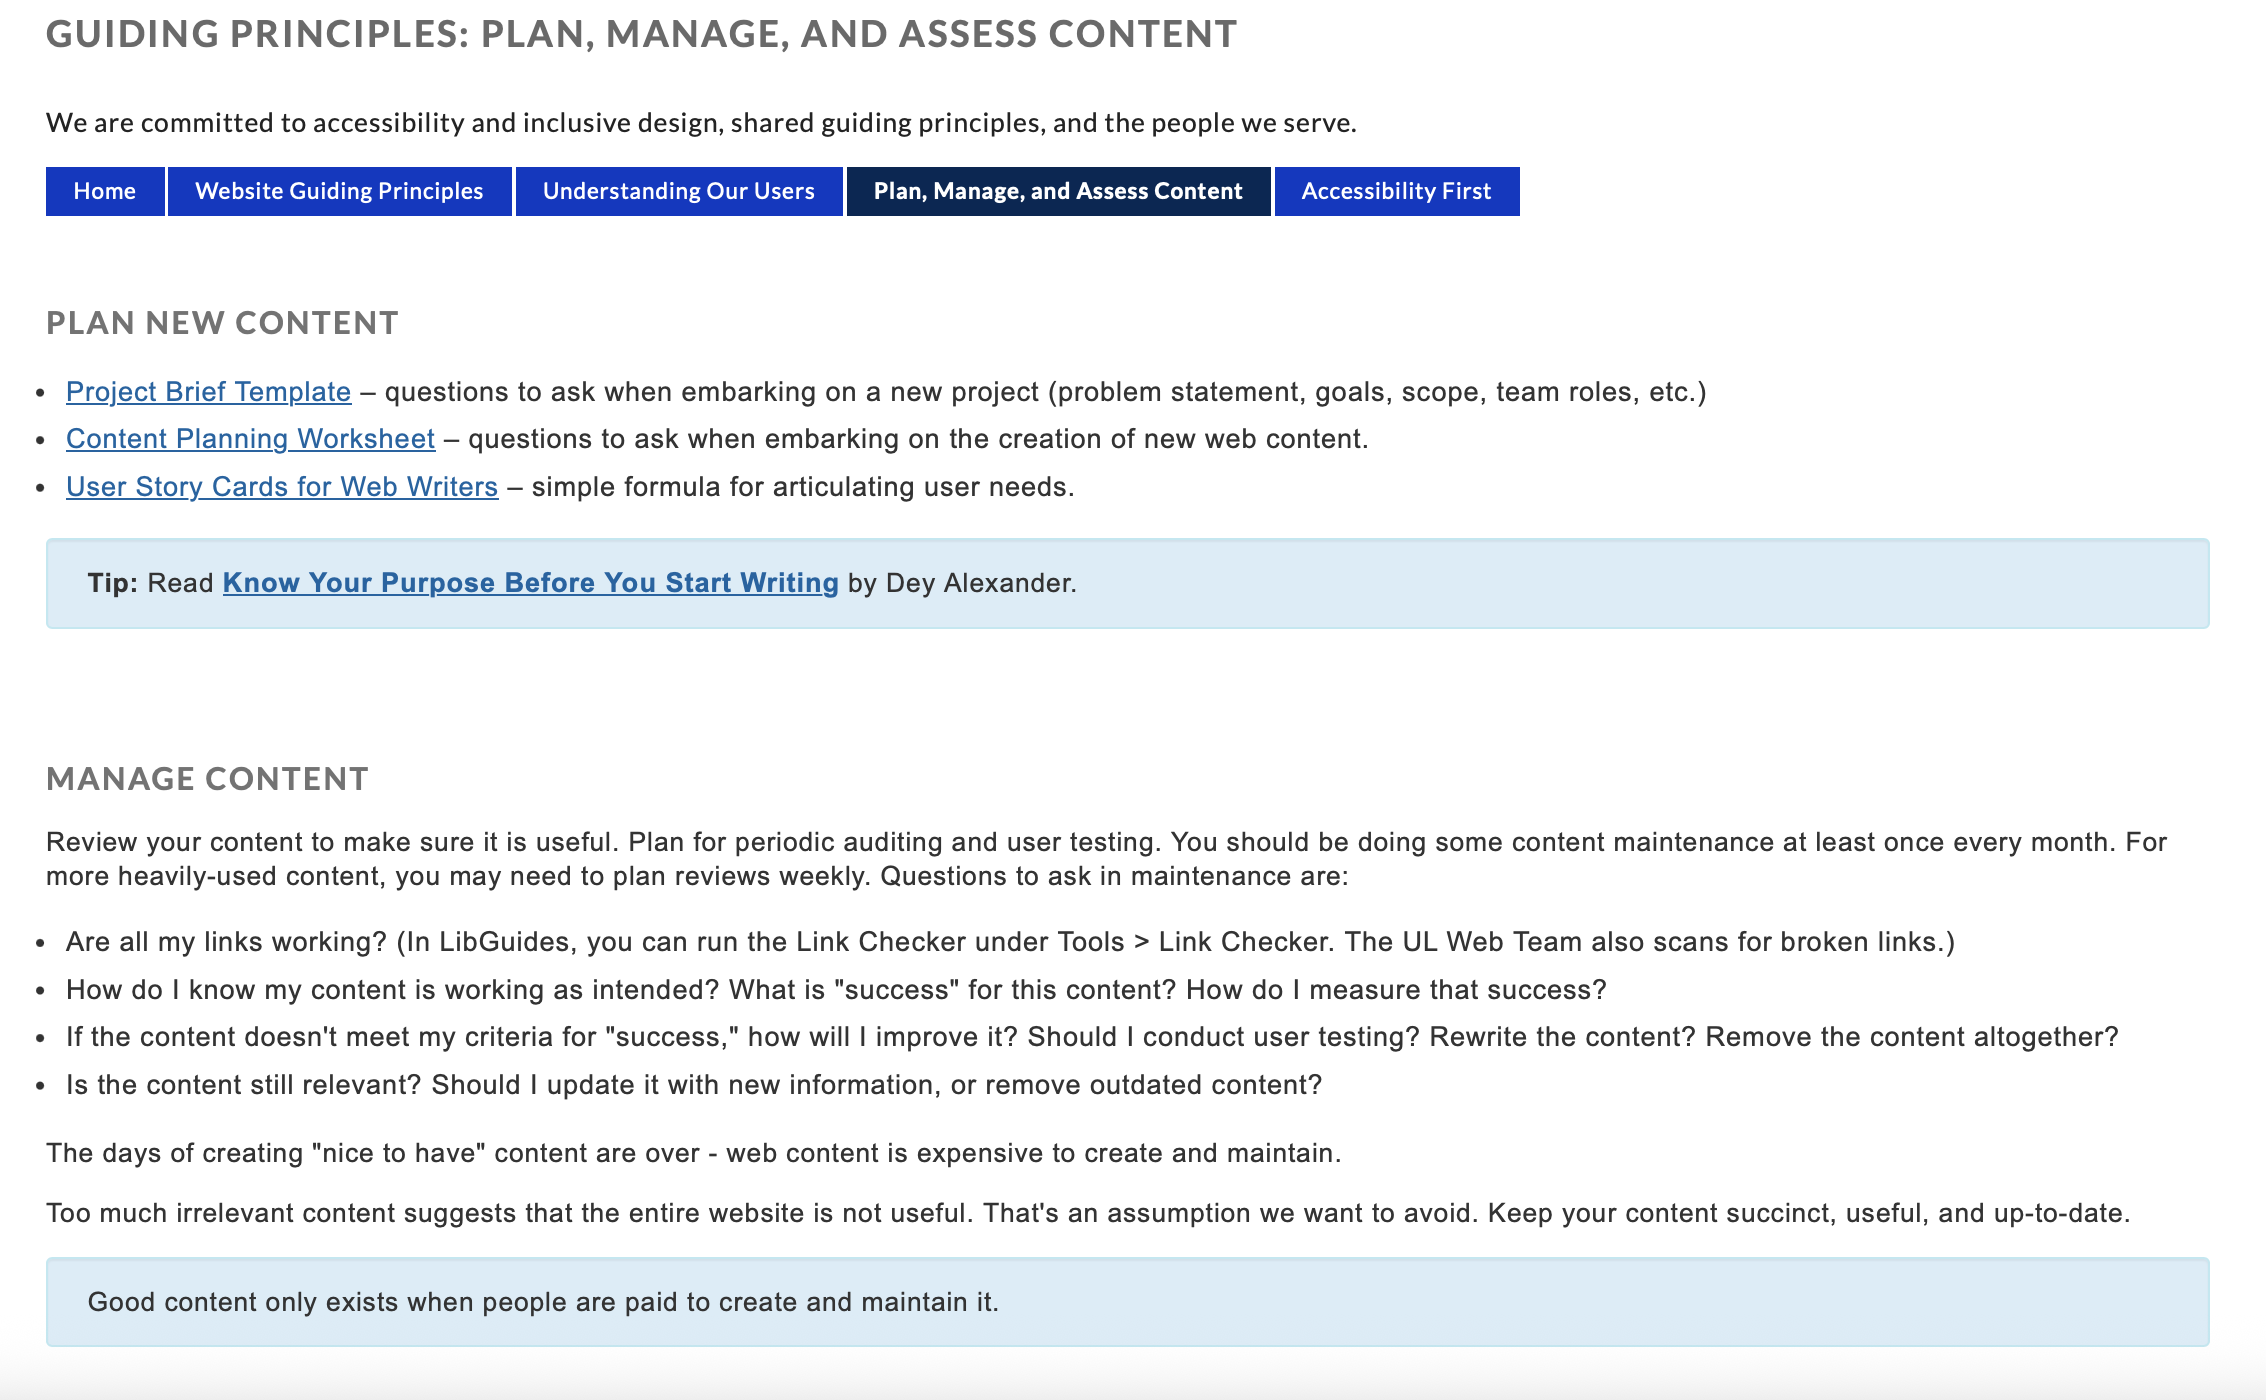 GUIDING PRINCIPLES: PLAN, MANAGE, AND ASSESS CONTENT
We are committed to accessibility and inclusive design, shared guiding principles, and the people we serve.
Home Website Guiding Principles Understanding Our Users Plan, Manage, and Assess Content Accessibility First
PLAN NEW CONTENT
• Project Brief Template – questions to ask when embarking on a new project (problem statement, goals, scope, team roles, etc.)
• Content Planning Worksheet – questions to ask when embarking on the creation of new web content.
• User Story Cards for Web Writers – simple formula for articulating user needs.
Tip: Read Know Your Purpose Before You Start Writing by Dey Alexander.
MANAGE CONTENT
Review your content to make sure it is useful. Plan for periodic auditing and user testing. You should be doing some content maintenance at least once every month. For
more heavily-used content, you may need to plan reviews weekly. Questions to ask in maintenance are:
• Are all my links working? (In LibGuides, you can run the Link Checker under Tools > Link Checker. The UL Web Team also scans for broken links.)
• How do I know my content is working as intended? What is "success" for this content? How do I measure that success?
• If the content doesn't meet my criteria for "success," how will I improve it? Should I conduct user testing? Rewrite the content? Remove the content altogether?
• Is the content still relevant? Should I update it with new information, or remove outdated content?
The days of creating "nice to have" content are over - web content is expensive to create and maintain.
Too much irrelevant content suggests that the entire website is not useful. That's an assumption we want to avoid. Keep your content succinct, useful, and up-to-date.
Good content only exists when people are paid to create and maintain it.